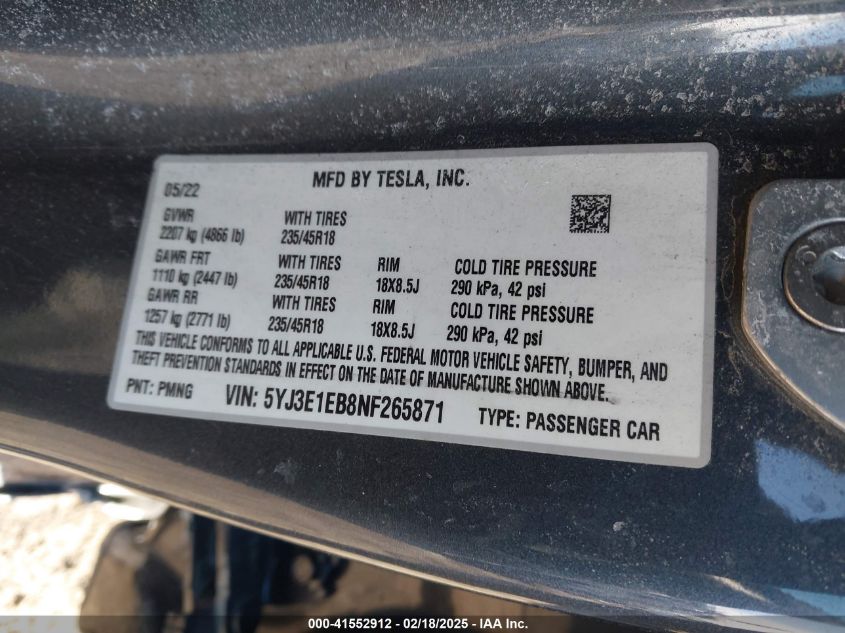 MFD BY TESLA, INC.
05/22
GVWR WITH TIRES
2207 kg (4866 lb) 235/45R18
GAWR FRT WITH TIRES RIM COLD TIRE PRESSURE
1110 kg (2447 lb) 235/45R18 18X8.5J 290 kPa, 42 psi
GAWR RR WITH TIRES RIM COLD TIRE PRESSURE
1257 kg (2771 lb) 235/45R18 18X8.5J 290 kPa, 42 psi
THIS VEHICLE CONFORMS TO ALL APPLICABLE U.S. FEDERAL MOTOR VEHICLE SAFETY, BUMPER, AND
THEFT PREVENTION STANDARDS IN EFFECT ON THE DATE OF MANUFACTURE SHOWN ABOVE.
PNT: PMNG VIN: 5YJ3E1EB8NF265871 TYPE: PASSENGER CAR
000-41552912 - 02/18/2025 - IAA Inc.